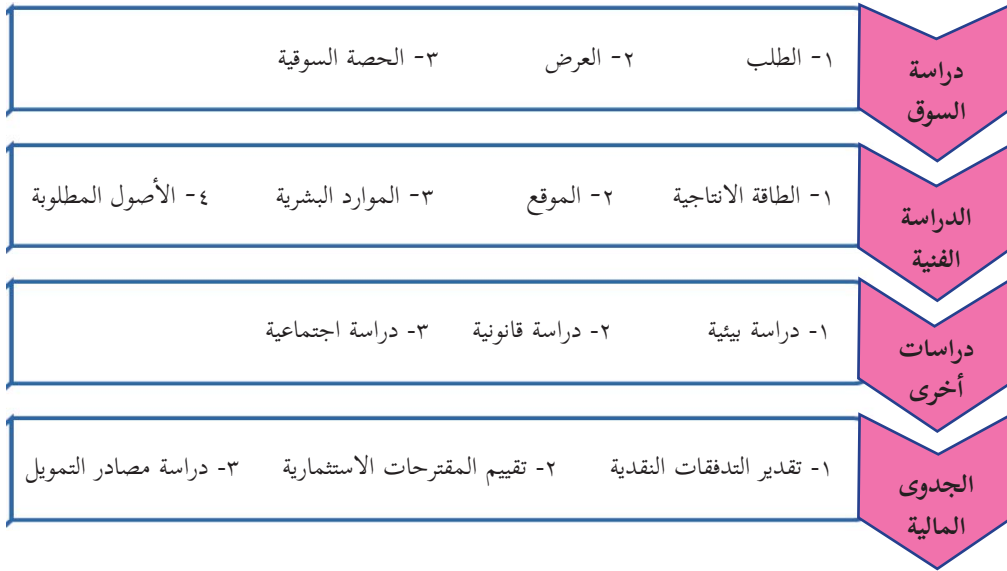 دراسة
السوق
١- الطلب ٢- العرض ٣- الحصة السوقية
الدراسة
الفنية
١- الطاقة الانتاجية ٢- الموقع ٣- الموارد البشرية ٤- الأصول المطلوبة
دراسات
أخرى
١- دراسة بيئية ٢- دراسة قانونية ٣- دراسة اجتماعية
الجدوى
المالية
١- تقدير التدفقات النقدية ٢- تقييم المقترحات الاستثمارية ٣- دراسة مصادر التمويل